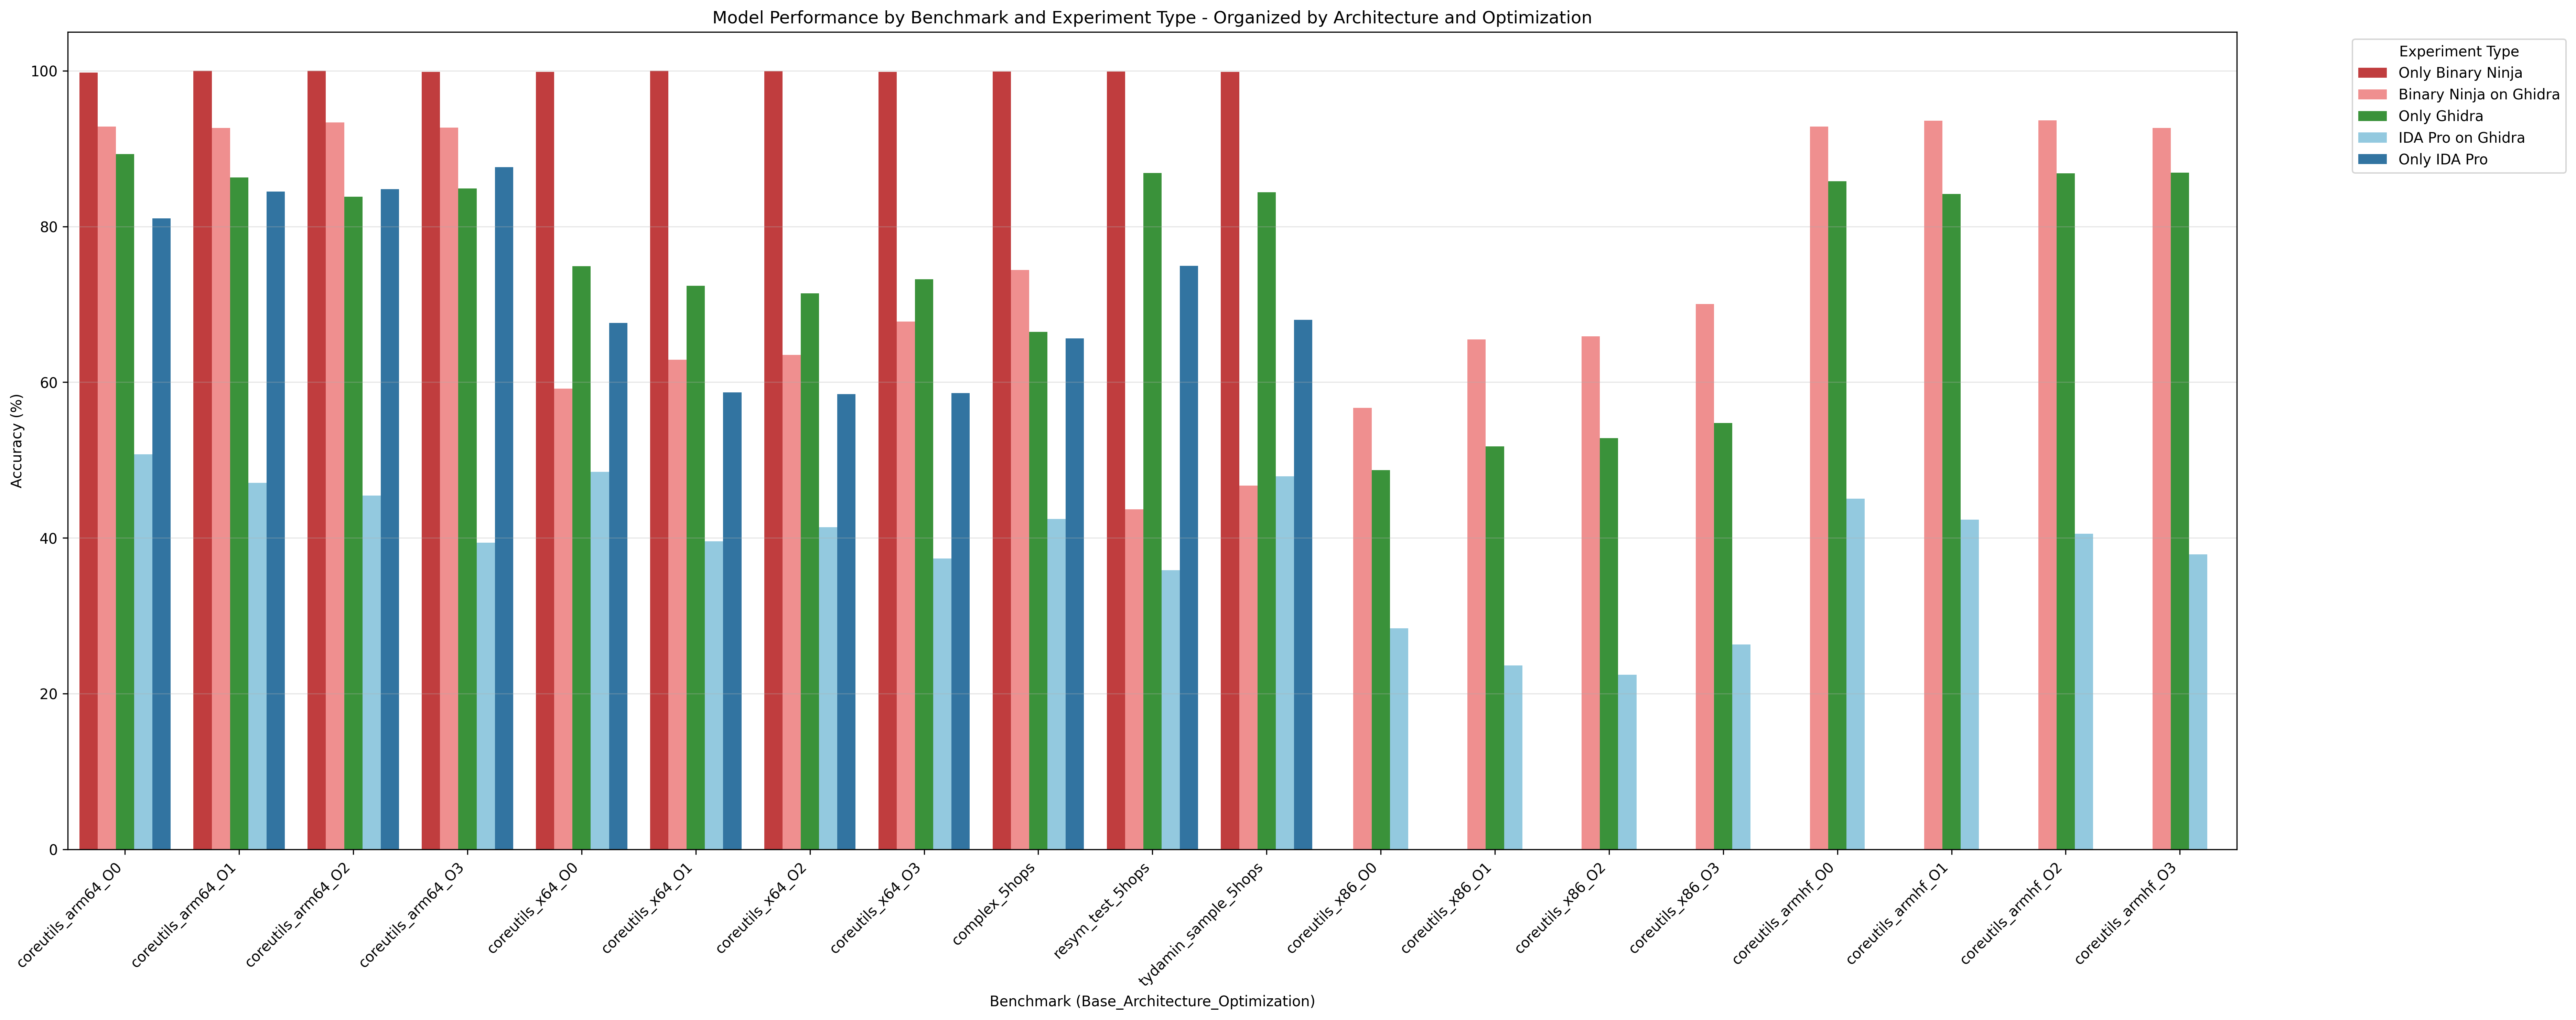 Model Performance by Benchmark and Experiment Type - Organized by Architecture and Optimization
Experiment Type
Only Binary Ninja
Binary Ninja on Ghidra
Only Ghidra
IDA Pro on Ghidra
Only IDA Pro
Accuracy (%)
100
80
60
40
20
0
coreutils_arm64_O0
coreutils_arm64_O1
coreutils_arm64_O2
coreutils_arm64_O3
coreutils_x64_O0
coreutils_x64_O1
coreutils_x64_O2
coreutils_x64_O3
complex_5hops
resym_test_5hops
tydamin_sample_5hops
coreutils_x86_O0
coreutils_x86_O1
coreutils_x86_O2
coreutils_x86_O3
coreutils_armhf_O0
coreutils_armhf_O1
coreutils_armhf_O2
coreutils_armhf_O3
Benchmark (Base_Architecture_Optimization)